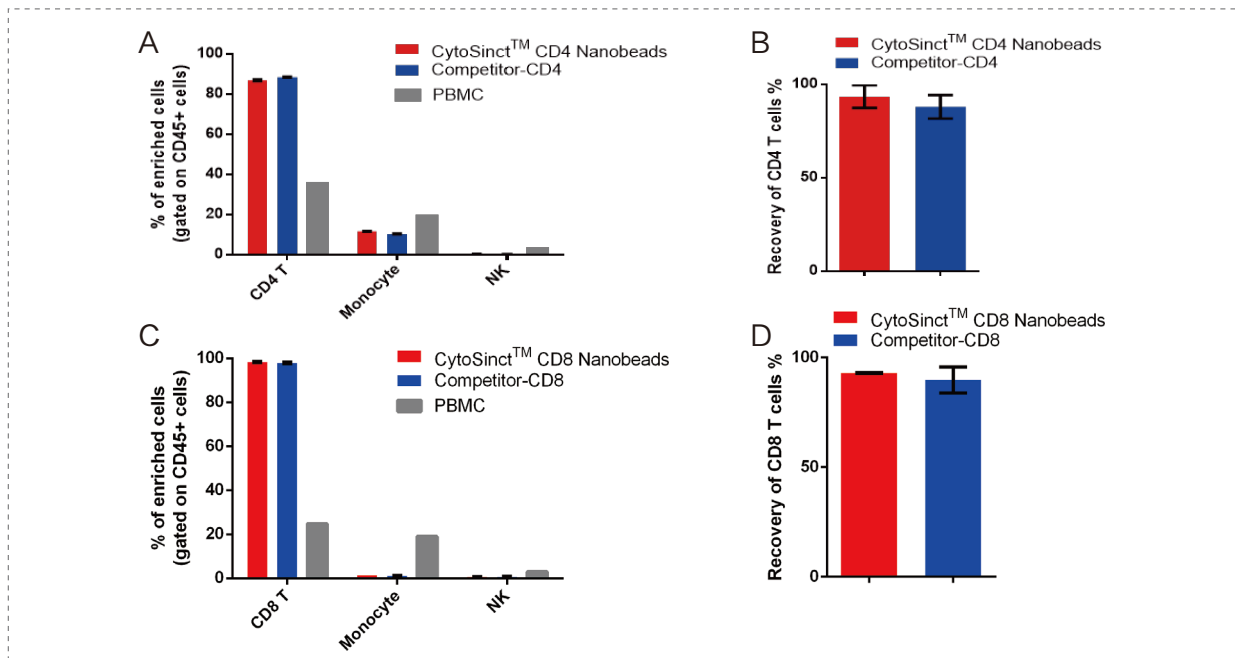 A
CytoSinct™ CD4 Nanobeads
Competitor-CD4
PBMC
% of enriched cells
(gated on CD45+ cells)
100
80
60
40
20
0
CD4 T
Monocyte
NK
B
CytoSinct™ CD4 Nanobeads
Competitor-CD4
Recovery of CD4 T cells %
100
50
0
C
CytoSinct™ CD8 Nanobeads
Competitor-CD8
PBMC
% of enriched cells
(gated on CD45+ cells)
100
80
60
40
20
0
CD8 T
Monocyte
NK
D
CytoSinct™ CD8 Nanobeads
Competitor-CD8
Recovery of CD8 T cells %
100
50
0